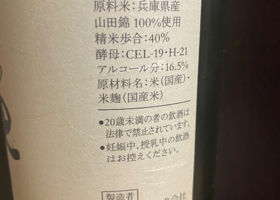 原料米:兵庫県産
山田錦100%使用
精米歩合:40%
酵母:CEL-19・H-21
アルコール分:16.5%
原材料名:米(国産)・
米麹(国産米)
●20歳未満の者の飲酒は
法律で禁止されています。
●妊娠中、授乳中の飲酒
はお控えください。
製造者